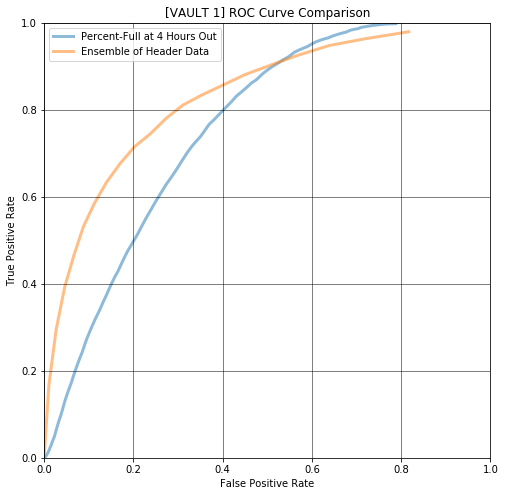 [VAULT 1] ROC Curve Comparison
Percent-Full at 4 Hours Out
Ensemble of Header Data
True Positive Rate
1.0
0.8
0.6
0.4
0.2
0.0
0.0 0.2 0.4 0.6 0.8 1.0
False Positive Rate